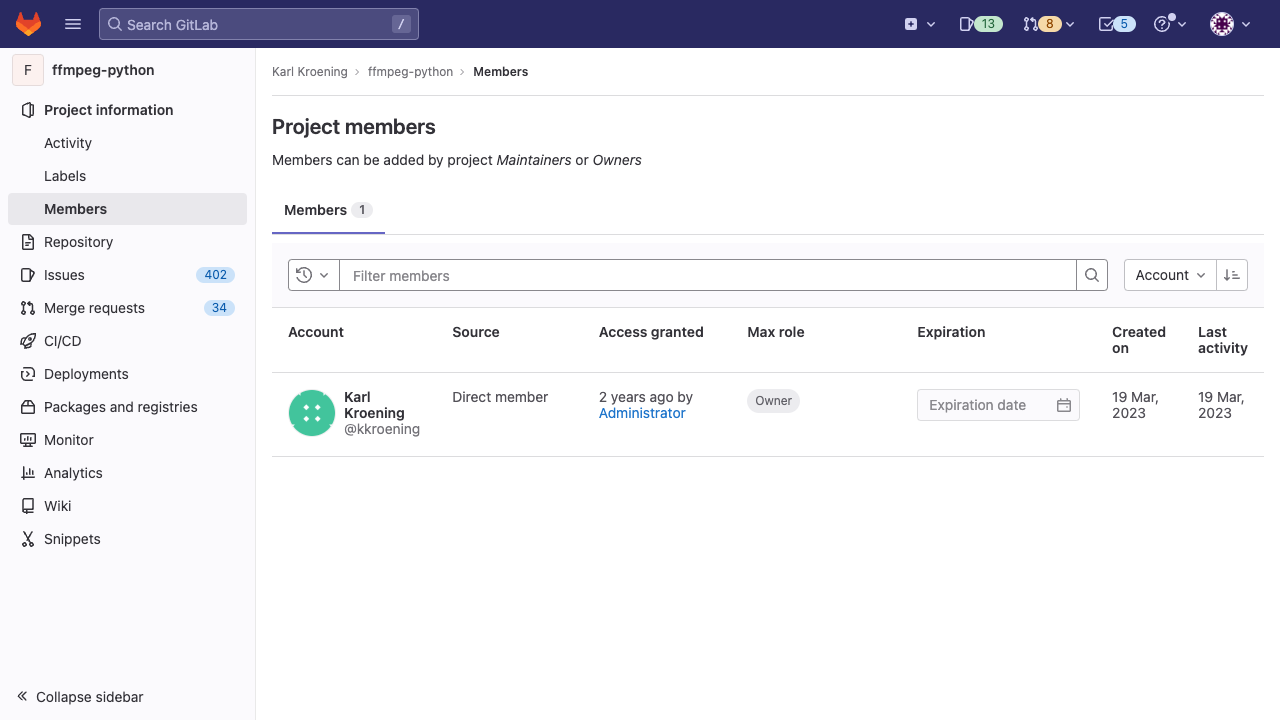 Search GitLab
/
13
8
5
F
ffmpeg-python
Project information
Activity
Labels
Members
Repository
Issues
402
Merge requests
34
CI/CD
Deployments
Packages and registries
Monitor
Analytics
Wiki
Snippets
Collapse sidebar
Karl Kroening
ffmpeg-python
Members
Project members
Members can be added by project Maintainers or Owners
Members 1
Filter members
Account
Account
Source
Access granted
Max role
Expiration
Created
on
Last
activity
Karl
Kroening
@kkroening
Direct member
2 years ago by
Administrator
Owner
Expiration date
19 Mar,
2023
19 Mar,
2023